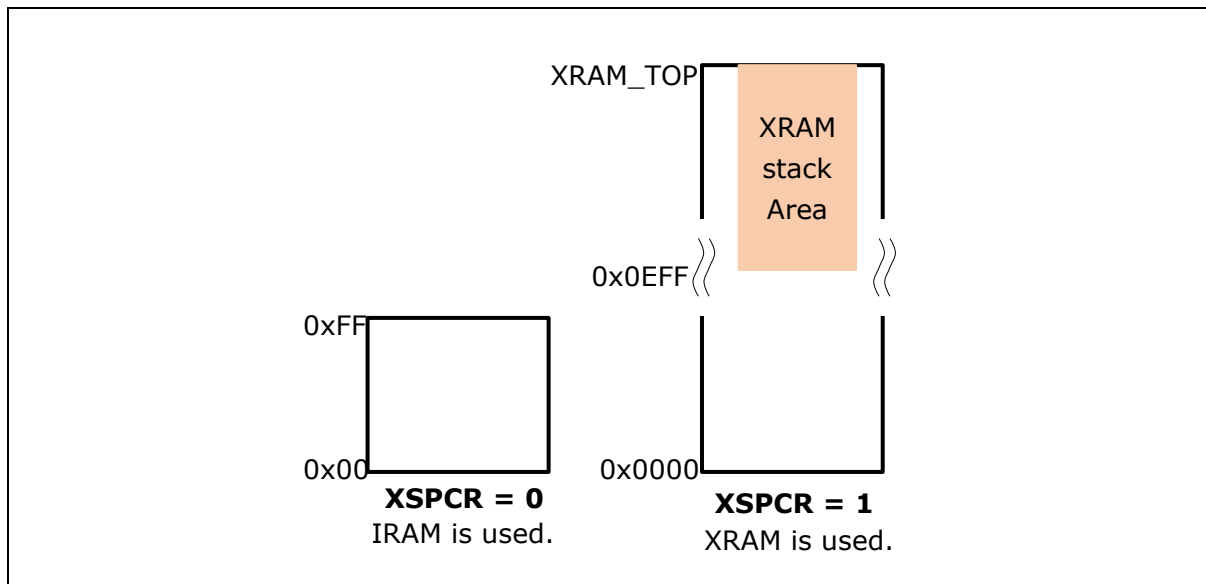 XRAM_TOP
XRAM
stack
Area
0x0EFF
0xFF
0x00
0x0000
XSPCR = 0
IRAM is used.
XSPCR = 1
XRAM is used.